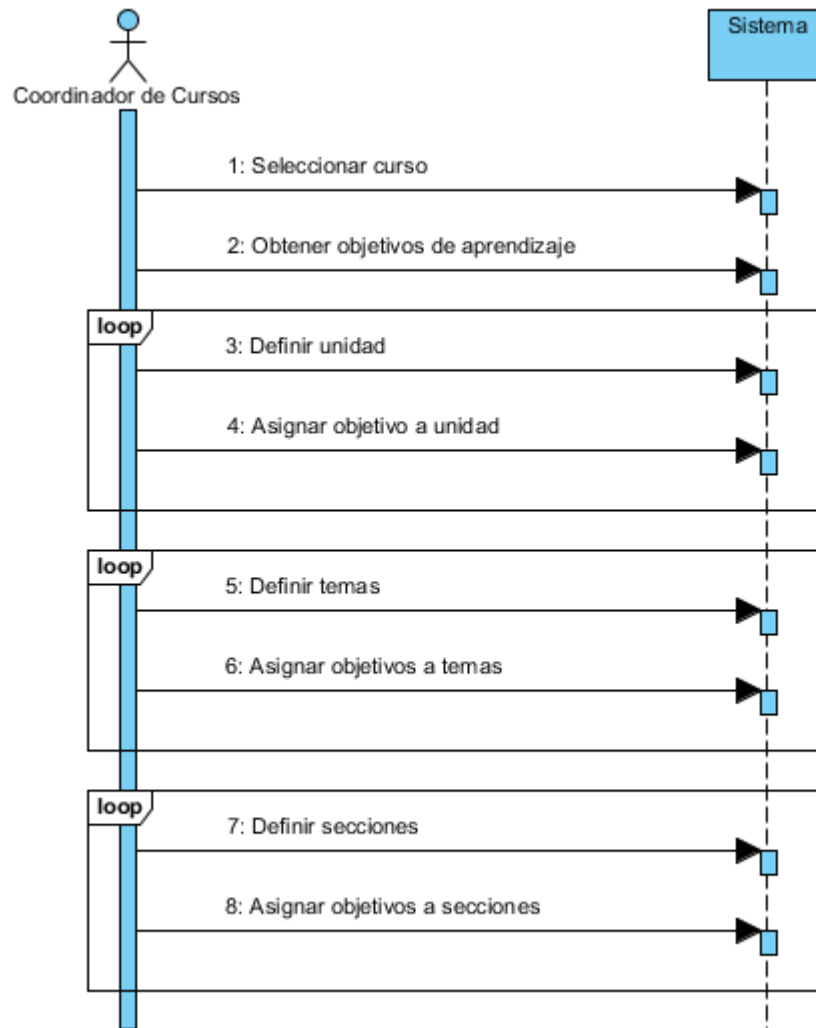 Sistema
Coordinador de Cursos
1: Seleccionar curso
2: Obtener objetivos de aprendizaje
loop
3: Definir unidad
4: Asignar objetivo a unidad
loop
5: Definir temas
6: Asignar objetivos a temas
loop
7: Definir secciones
8: Asignar objetivos a secciones